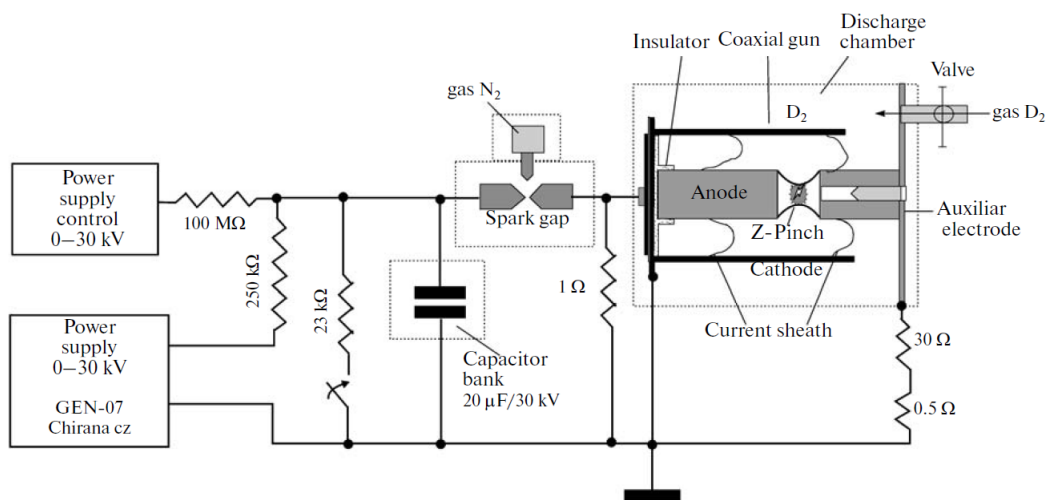 Discharge
chamber
Insulator
Coaxial gun
Valve
gas N₂
D₂
gas D₂
Power
supply
control
0–30 kV
100 MΩ
Spark gap
Anode
Z-Pinch
Auxiliar
electrode
Cathode
250 kΩ
23 kΩ
1 Ω
Current sheath
30 Ω
0.5 Ω
Power
supply
0–30 kV
GEN-07
Chirana cz
Capacitor
bank
20 μF/30 kV